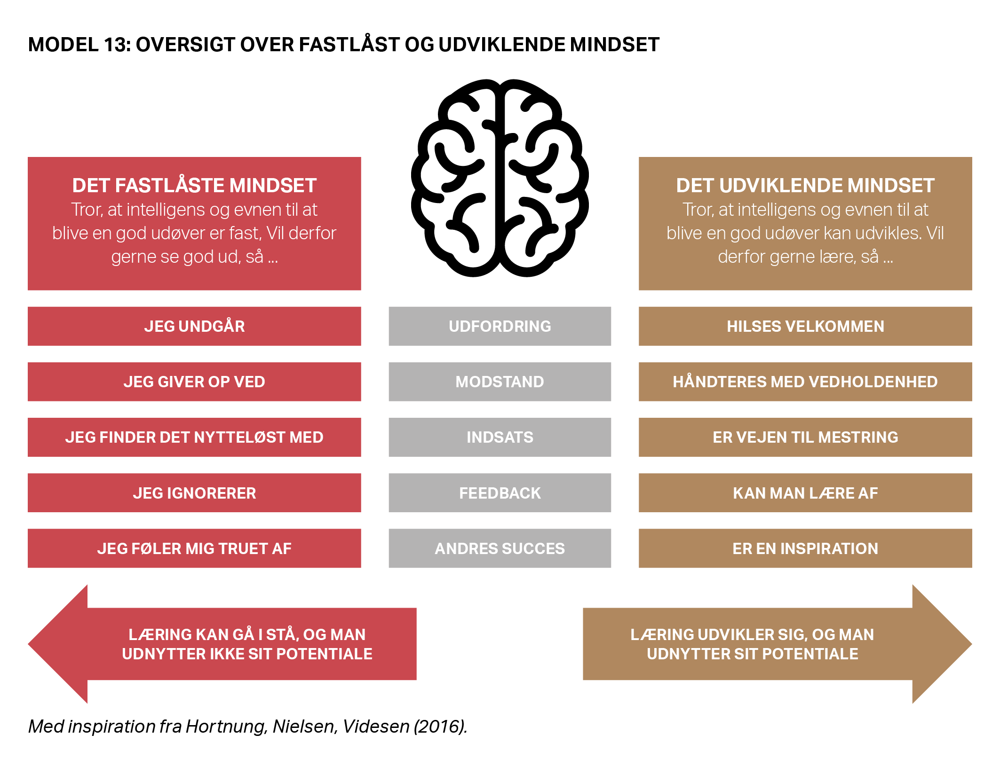 MODEL 13: OVERSIGT OVER FASTLÅST OG UDVIKLENDE MINDSET
DET FASTLÅSTE MINDSET
Tror, at intelligens og evnen til at
blive en god udøver er fast, Vil derfor
gerne se god ud, så ...
DET UDVIKLENDE MINDSET
Tror, at intelligens og evnen til at
blive en god udøver kan udvikles. Vil
derfor gerne lære, så ...
JEG UNDGÅR
UDFORDRING
HILSES VELKOMMEN
JEG GIVER OP VED
MODSTAND
HÅNDTERES MED VEDHOLDENHED
JEG FINDER DET NYTTELØST MED
INDSATS
ER VEJEN TIL MESTRING
JEG IGNORERER
FEEDBACK
KAN MAN LÆRE AF
JEG FØLER MIG TRUET AF
ANDRES SUCCES
ER EN INSPIRATION
LÆRING KAN GÅ I STÅ, OG MAN
UDNYTTER IKKE SIT POTENTIALE
LÆRING UDVIKLER SIG, OG MAN
UDNYTTER SIT POTENTIALE
Med inspiration fra Hortnung, Nielsen, Videsen (2016).